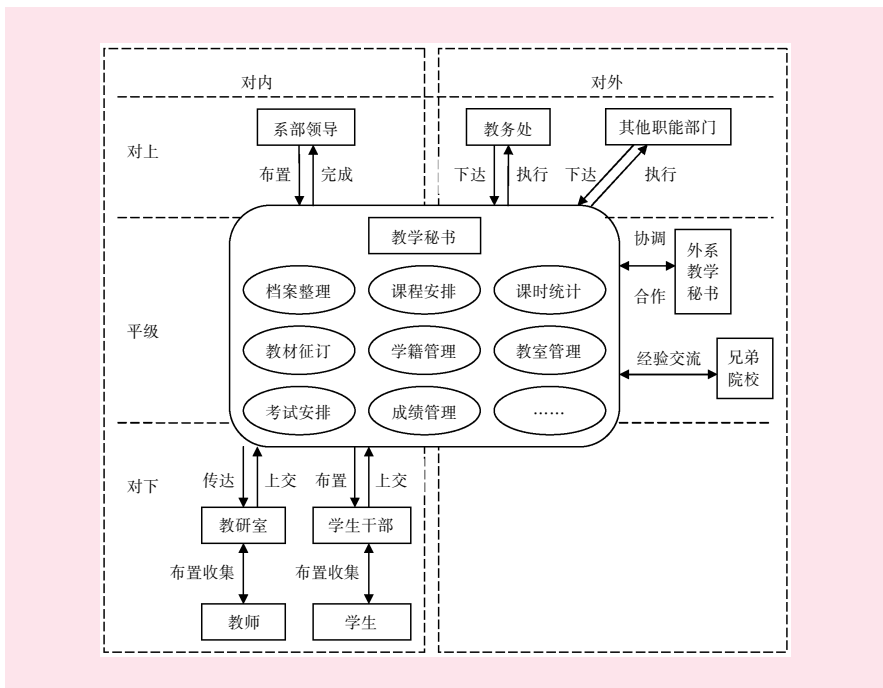 对内
对外
对上
系部领导
教务处
其他职能部门
布置
完成
下达
执行
下达
执行
平级
教学秘书
档案整理
课程安排
课时统计
教材征订
学籍管理
教室管理
考试安排
成绩管理
……
协调
合作
外系
教学
秘书
经验交流
兄弟
院校
对下
传达
上交
布置
上交
教研室
学生干部
布置收集
布置收集
教师
学生